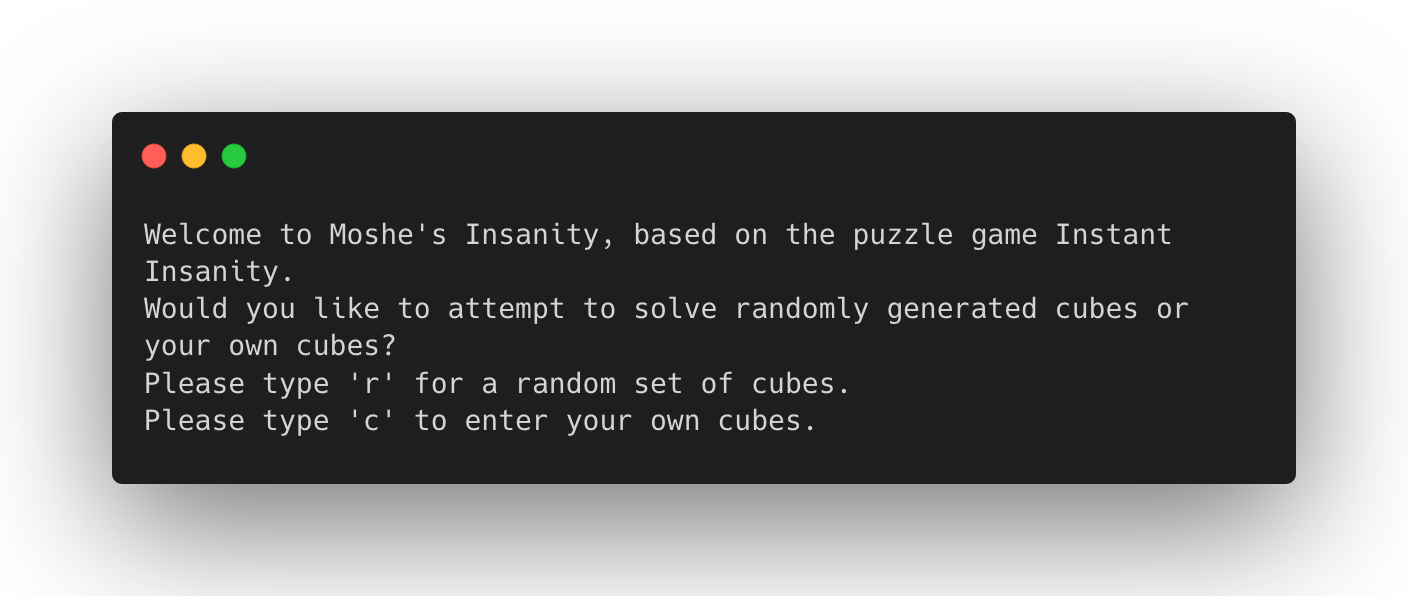 Welcome to Moshe's Insanity, based on the puzzle game Instant
Insanity.
Would you like to attempt to solve randomly generated cubes or
your own cubes?
Please type 'r' for a random set of cubes.
Please type 'c' to enter your own cubes.